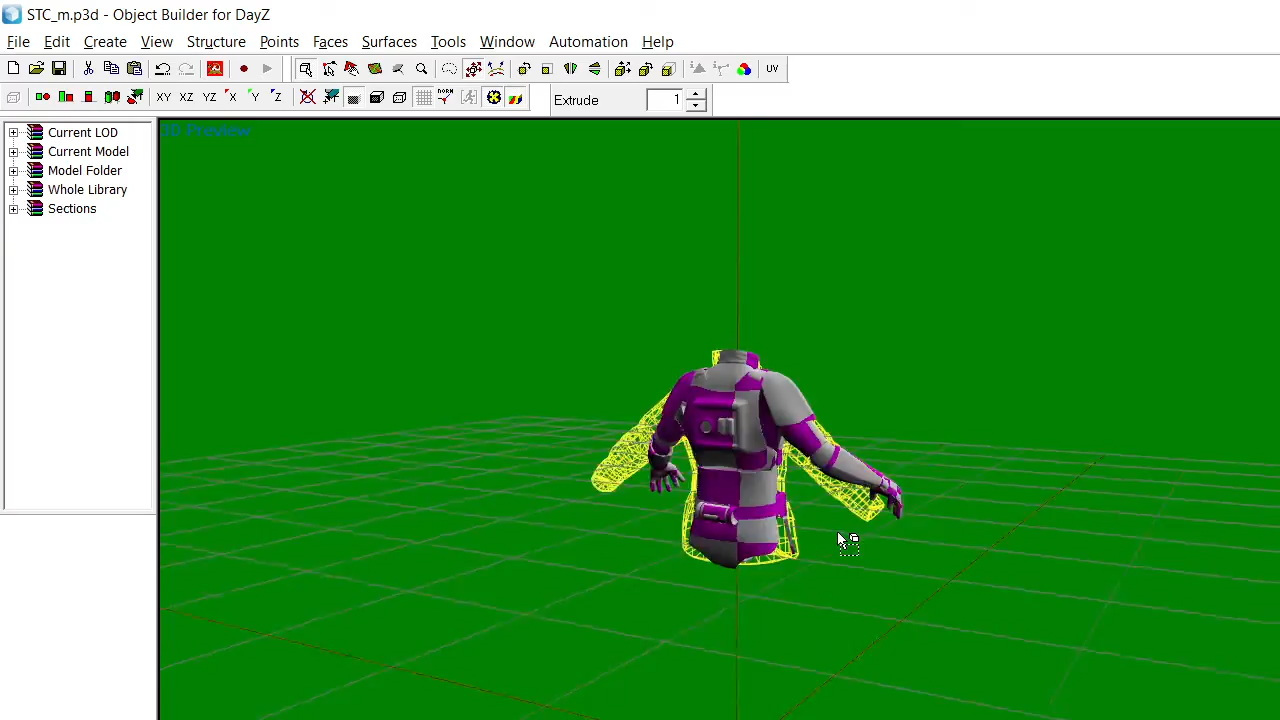 STC_m.p3d - Object Builder for DayZ
File Edit Create View Structure Points Faces Surfaces Tools Window Automation Help
UV
XY XZ YZ X Y Z NORM Extrude 1
3D Preview
Current LOD
Current Model
Model Folder
Whole Library
Sections